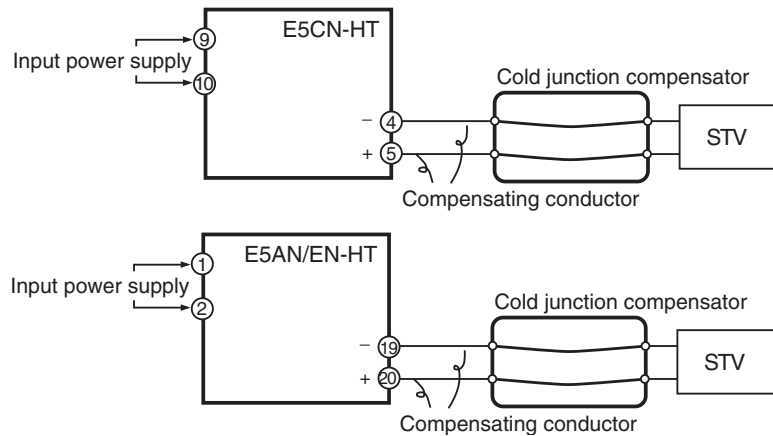 E5CN-HT
9
Input power supply
10
Cold junction compensator
− 4
STV
+ 5
Compensating conductor
E5AN/EN-HT
1
Input power supply
2
Cold junction compensator
− 19
STV
+ 20
Compensating conductor